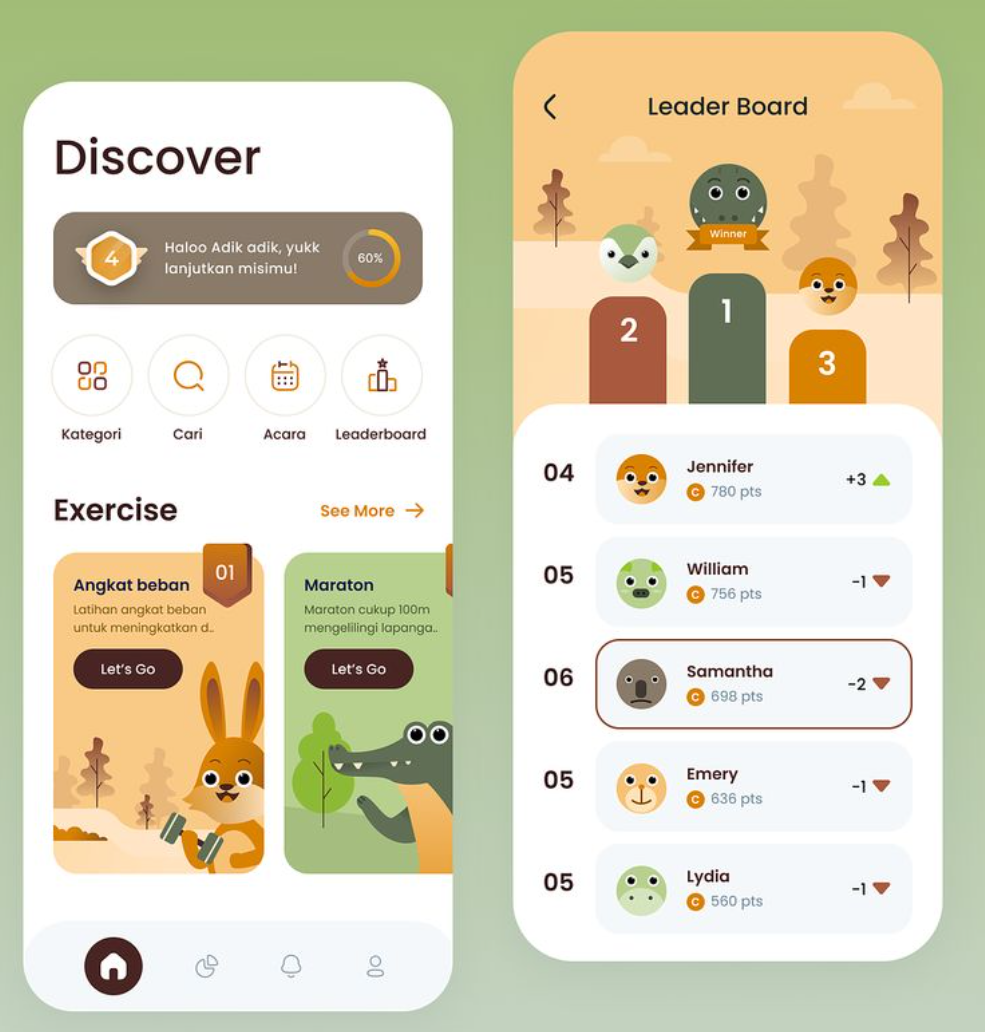 Discover
4
Haloo Adik adik, yukk
lanjutkan misimu!
60%
Kategori
Cari
Acara
Leaderboard
Exercise
See More
01
Angkat beban
Latihan angkat beban
untuk meningkatkan d..
Let's Go
Maraton
Maraton cukup 100m
mengelilingi lapanga..
Let's Go
Leader Board
Winner
2
1
3
04
Jennifer
C 780 pts
+3
05
William
C 756 pts
-1
06
Samantha
C 698 pts
-2
05
Emery
C 636 pts
-1
05
Lydia
C 560 pts
-1